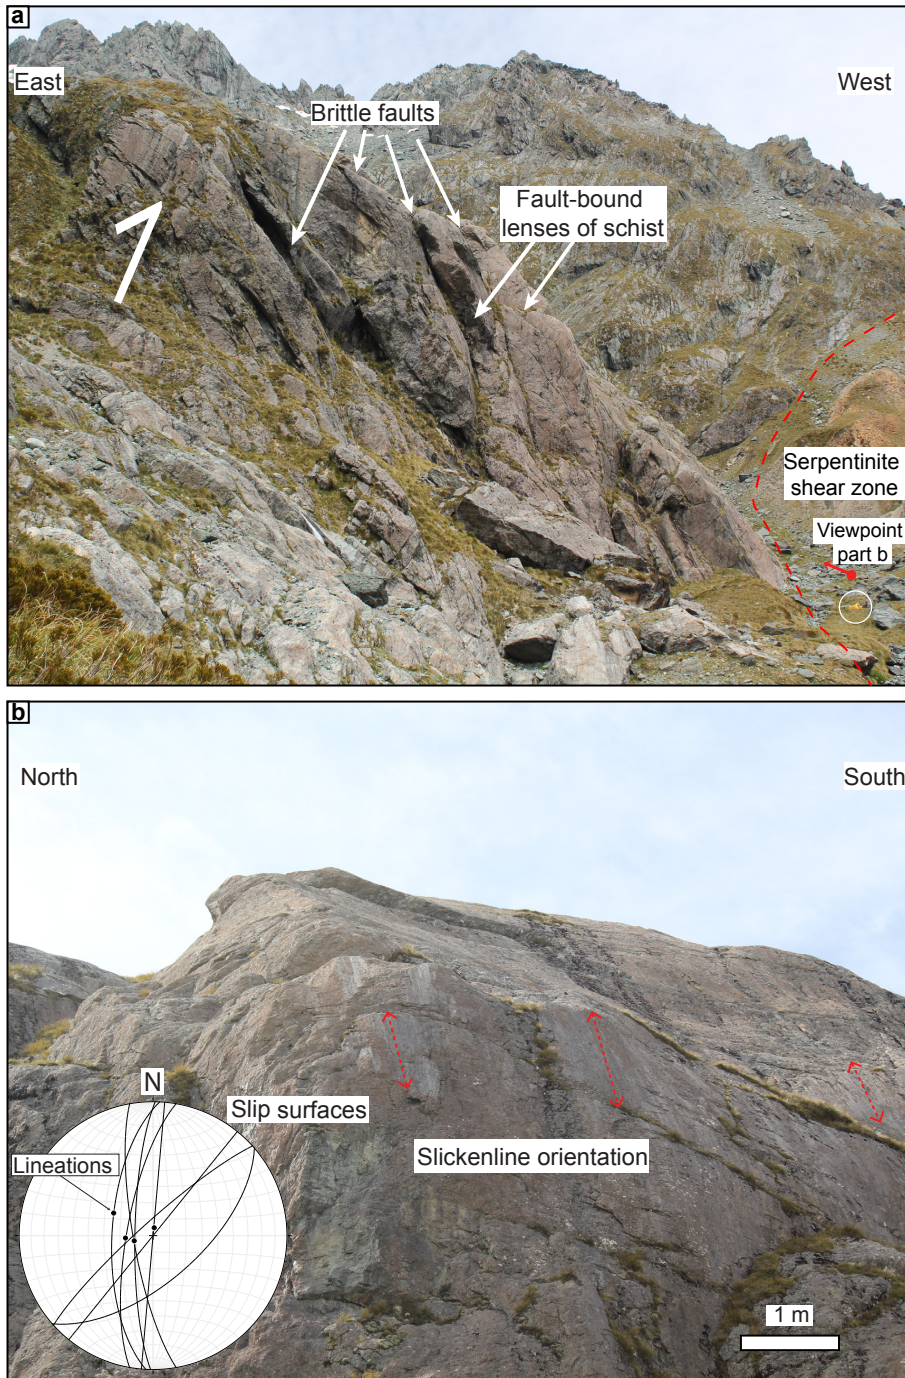 a
East
West
Brittle faults
Fault-bound
lenses of schist
Serpentinite
shear zone
Viewpoint
part b
b
North
South
N
Slip surfaces
Lineations
Slickenline orientation
1 m